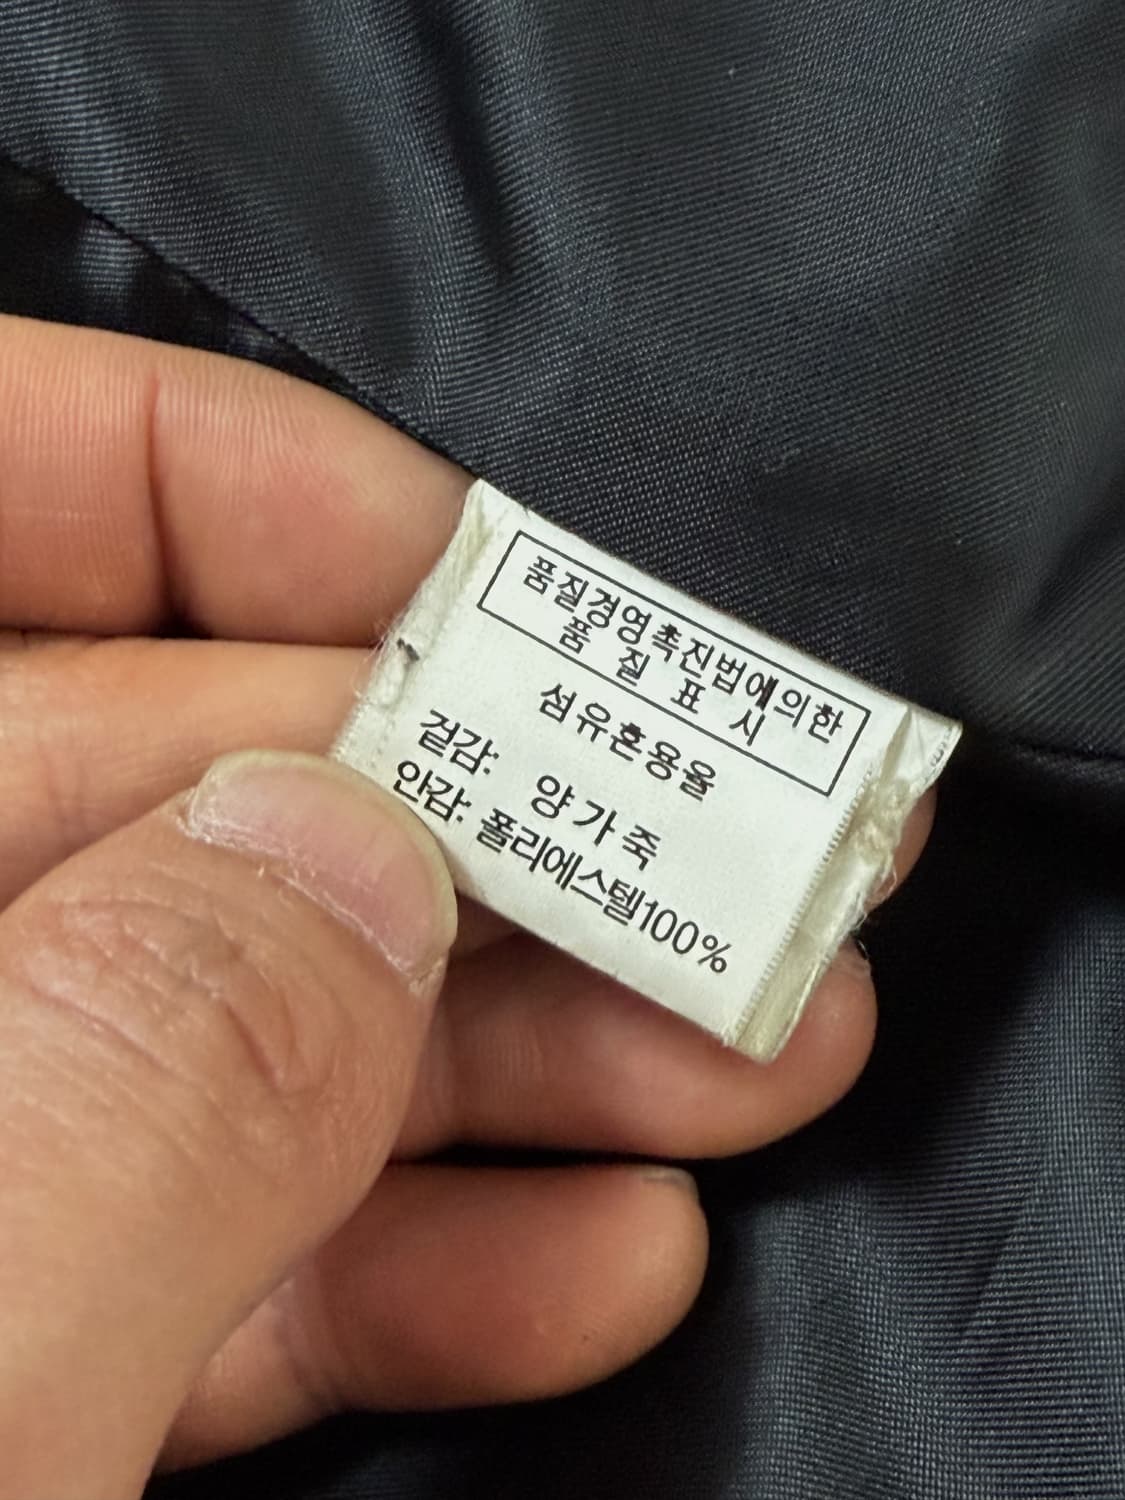 품질경영촉진법에의한
품 질 표 시
섬유혼용율
겉감: 양가죽
안감: 폴리에스텔100%